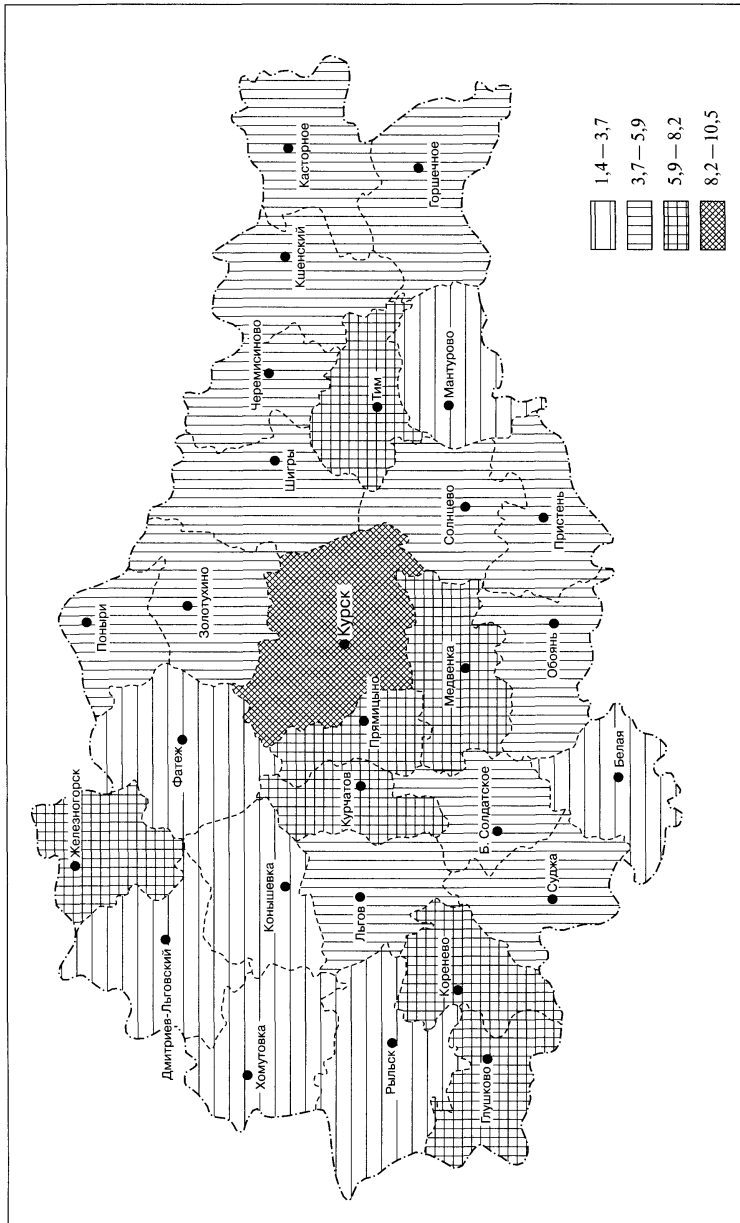 Железногорск
Поныри
Дмитриев-Льговский
Фатеж
Золотухино
Черемисиново
Кшенский
Касторное
Хомутовка
Конышевка
Щигры
Курск
Тим
Горшечное
Рыльск
Льгов
Курчатов
Прямицыно
Мантурово
Коренево
Медвенка
Солнцево
Глушково
Б. Солдатское
Суджа
Обоянь
Пристень
Белая
1,4—3,7
3,7—5,9
5,9—8,2
8,2—10,5